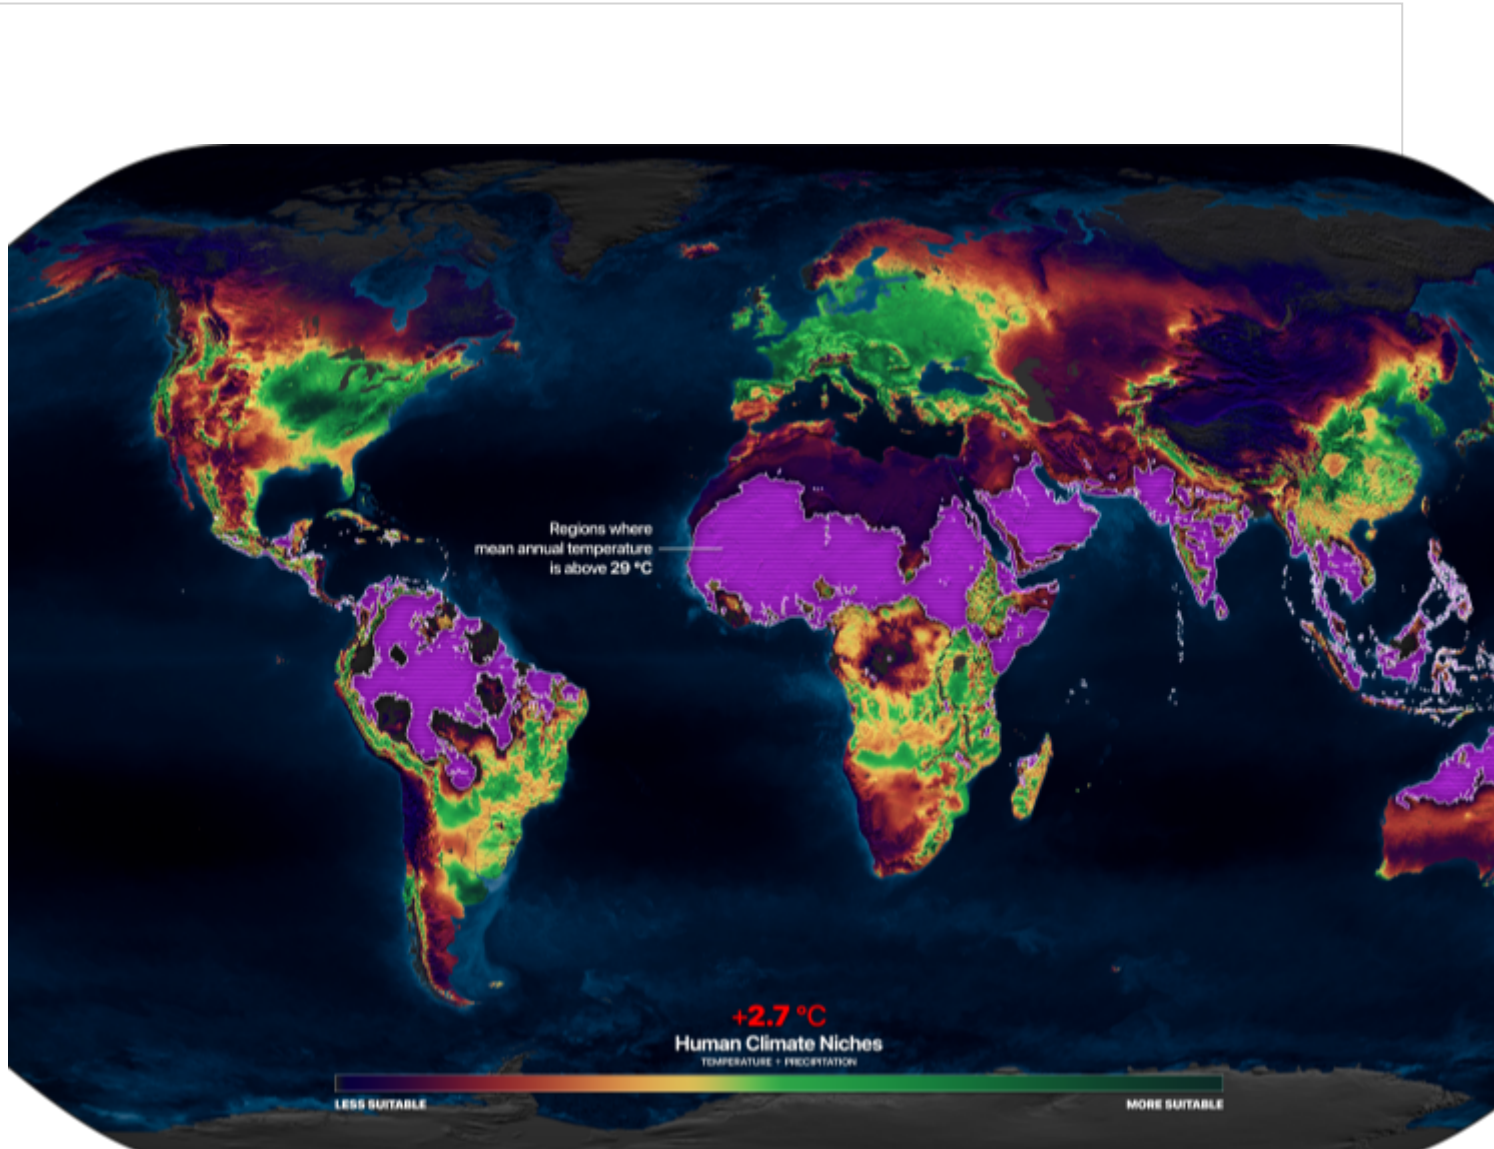 Regions where
mean annual temperature
is above 29 °C
+2.7 °C
Human Climate Niches
TEMPERATURE + PRECIPITATION
LESS SUITABLE
MORE SUITABLE